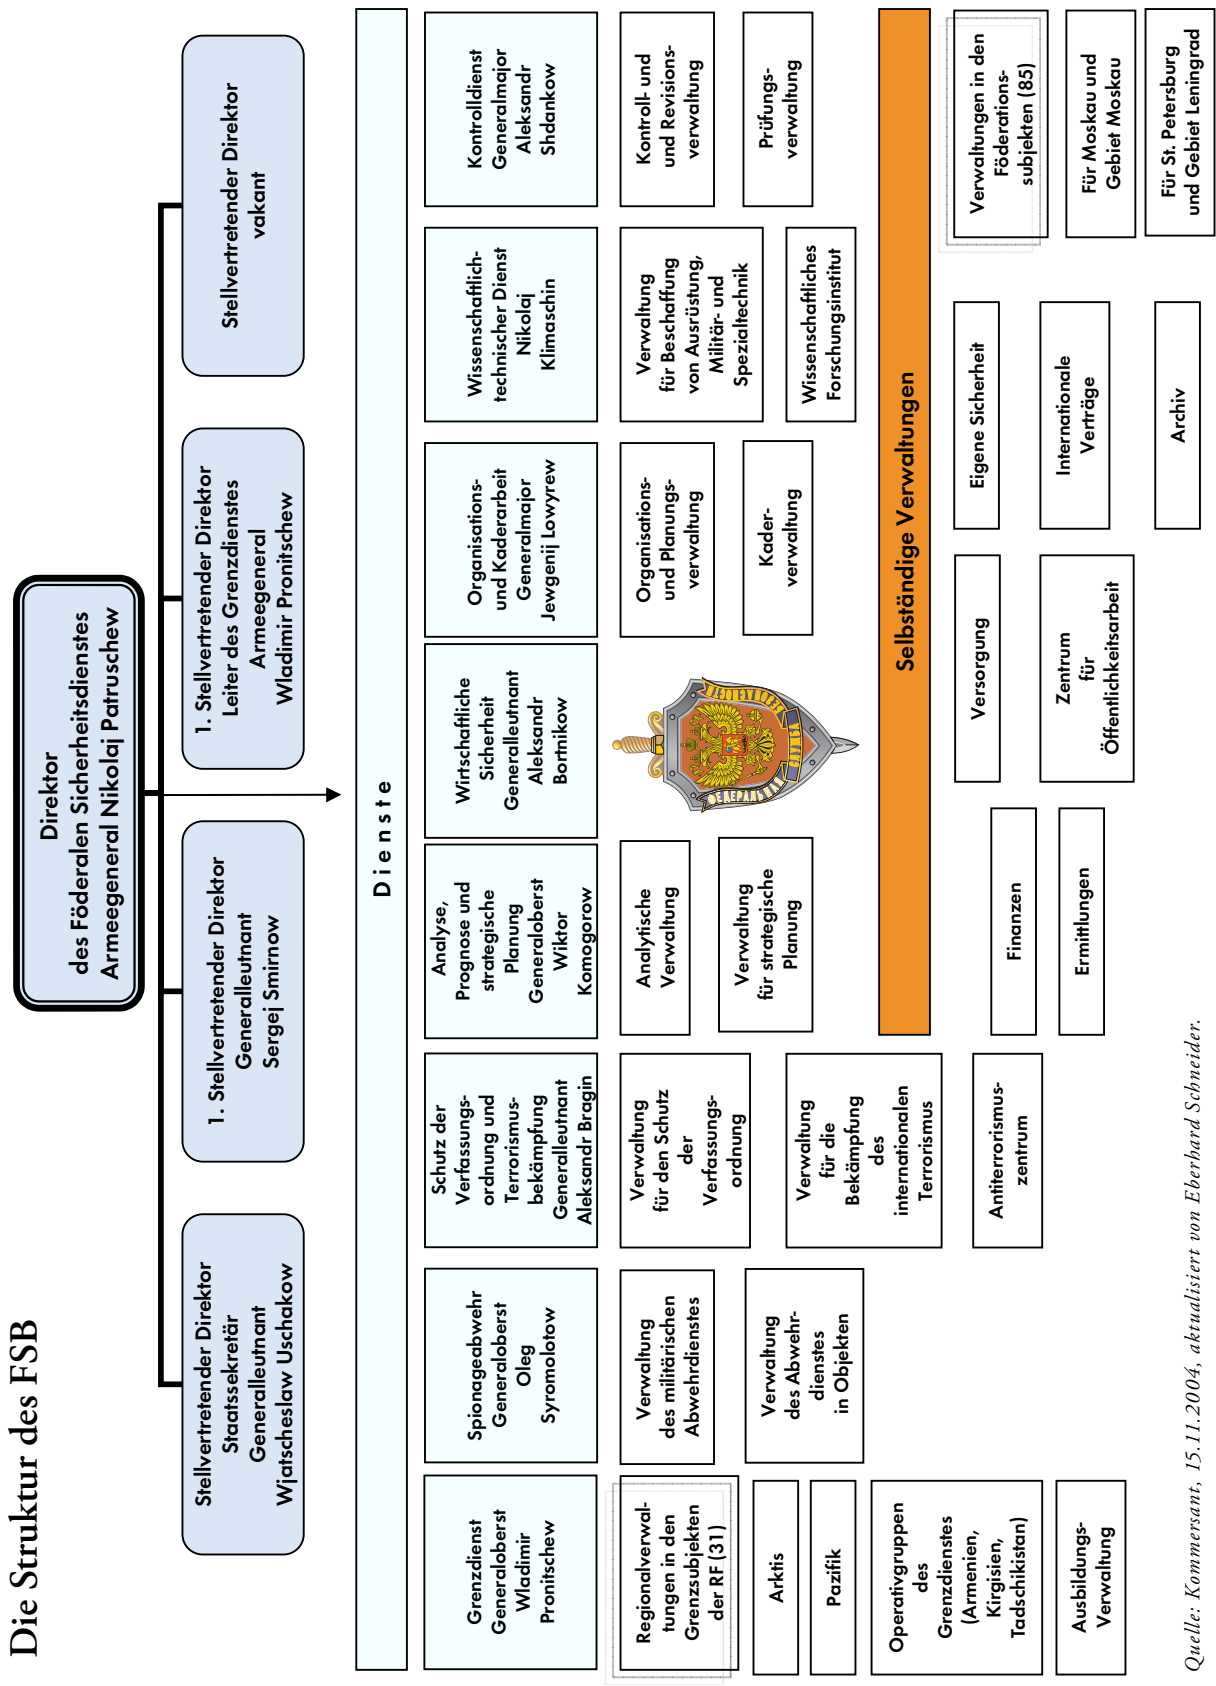 Die Struktur des FSB
Direktor
des Föderalen Sicherheitsdienstes
Armeegeneral Nikolaj Patruschew
Stellvertretender Direktor
Staatssekretär
Generalleutnant
Wjatscheslaw Uschakow
1. Stellvertretender Direktor
Generalleutnant
Sergej Smirnow
1. Stellvertretender Direktor
Leiter des Grenzdienstes
Armeegeneral
Wladimir Pronitschew
Stellvertretender Direktor
vakant
Dienste
Grenzdienst
Generaloberst
Wladimir
Pronitschew
Spionageabwehr
Generaloberst
Oleg
Syromolotow
Schutz der
Verfassungs-
ordnung und
Terrorismus-
bekämpfung
Generalleutnant
Aleksandr Bragin
Analyse,
Prognose und
strategische
Planung
Generaloberst
Wiktor
Komogorow
Wirtschaftliche
Sicherheit
Generalleutnant
Aleksandr
Bortnikow
Organisations-
und Kaderarbeit
Generalmajor
Jewgenij Lowyrew
Wissenschaftlich-
technischer Dienst
Nikolaj
Klimaschin
Kontrolldienst
Generalmajor
Aleksandr
Shdankow
Regionalverwal-
tungen in den
Grenzsubjekten
der RF (31)
Arktis
Pazifik
Operativgruppen
des
Grenzdienstes
(Armenien,
Kirgisien,
Tadschikistan)
Ausbildungs-
Verwaltung
Verwaltung
des militärischen
Abwehrdienstes
Verwaltung
des Abwehr-
dienstes
in Objekten
Verwaltung
für den Schutz
der
Verfassungs-
ordnung
Verwaltung
für die
Bekämpfung
des
internationalen
Terrorismus
Antiterrorismus-
zentrum
Analytische
Verwaltung
Verwaltung
für strategische
Planung
Organisations-
und Planungs-
verwaltung
Kader-
verwaltung
Verwaltung
für Beschaffung
von Ausrüstung,
Militär- und
Spezialtechnik
Wissenschaftliches
Forschungsinstitut
Kontroll- und
und Revisions-
verwaltung
Prüfungs-
verwaltung
Selbständige Verwaltungen
Finanzen
Ermittlungen
Versorgung
Zentrum
für
Öffentlichkeitsarbeit
Eigene Sicherheit
Internationale
Verträge
Archiv
Verwaltungen in den
Föderations-
subjekten (85)
Für Moskau und
Gebiet Moskau
Für St. Petersburg
und Gebiet Leningrad
Quelle: Kommersant, 15.11.2004, aktualisiert von Eberhard Schneider.